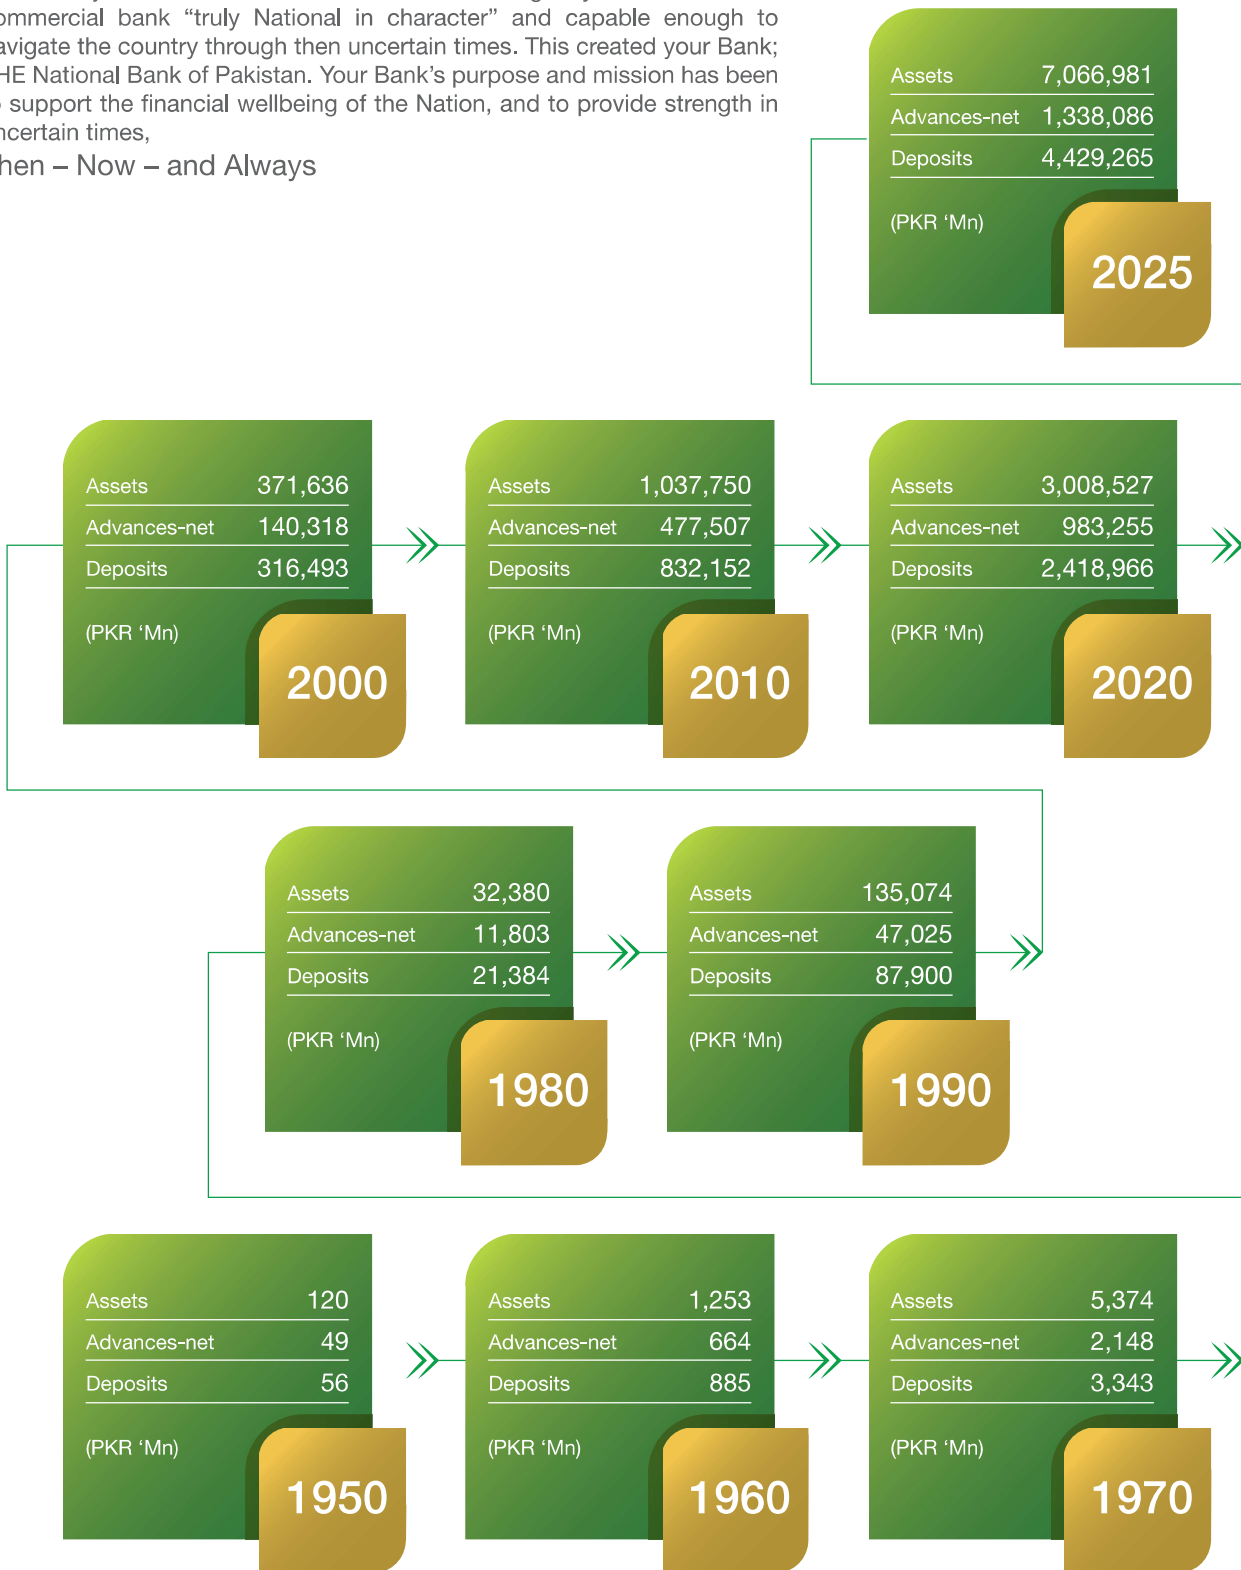 commercial bank “truly National in character” and capable enough to
navigate the country through then uncertain times. This created your Bank;
THE National Bank of Pakistan. Your Bank’s purpose and mission has been
to support the financial wellbeing of the Nation, and to provide strength in
uncertain times,
Then – Now – and Always
Assets 7,066,981
Advances-net 1,338,086
Deposits 4,429,265
(PKR ‘Mn)
2025
Assets 371,636
Advances-net 140,318
Deposits 316,493
(PKR ‘Mn)
2000
Assets 1,037,750
Advances-net 477,507
Deposits 832,152
(PKR ‘Mn)
2010
Assets 3,008,527
Advances-net 983,255
Deposits 2,418,966
(PKR ‘Mn)
2020
Assets 32,380
Advances-net 11,803
Deposits 21,384
(PKR ‘Mn)
1980
Assets 135,074
Advances-net 47,025
Deposits 87,900
(PKR ‘Mn)
1990
Assets 120
Advances-net 49
Deposits 56
(PKR ‘Mn)
1950
Assets 1,253
Advances-net 664
Deposits 885
(PKR ‘Mn)
1960
Assets 5,374
Advances-net 2,148
Deposits 3,343
(PKR ‘Mn)
1970